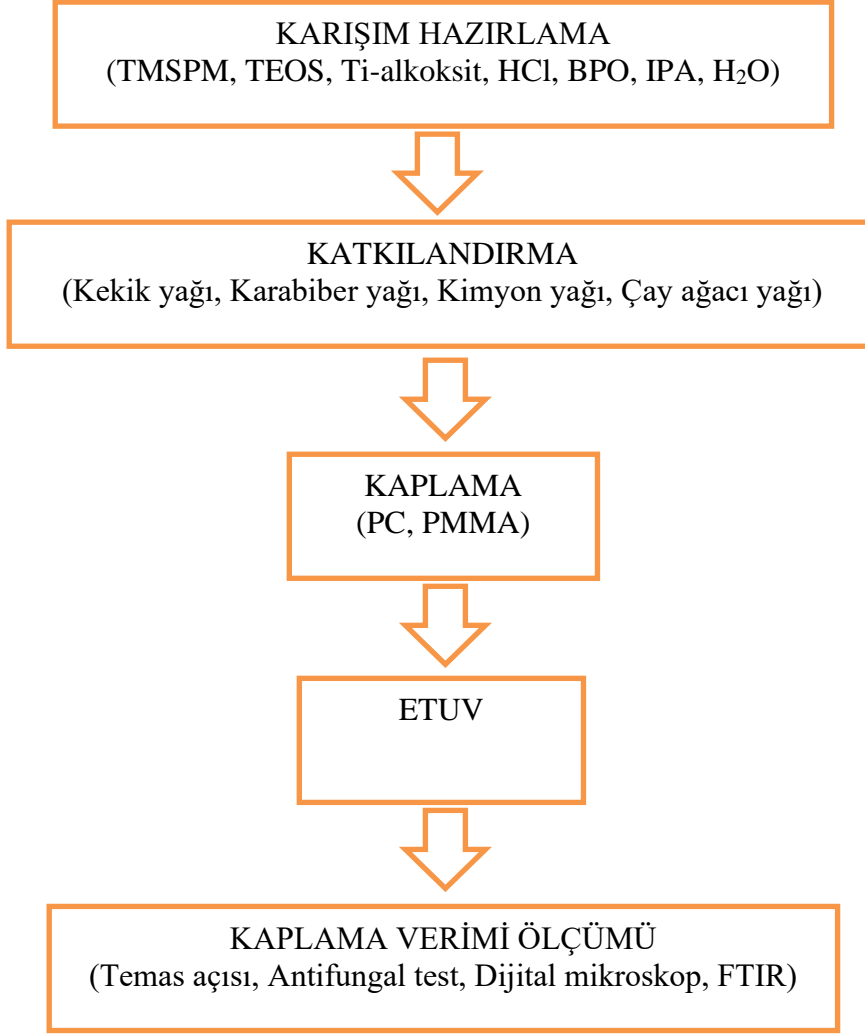 KARIŞIM HAZIRLAMA
(TMSPM, TEOS, Ti-alkoksit, HCl, BPO, IPA, H₂O)
KATKILANDIRMA
(Kekik yağı, Karabiber yağı, Kimyon yağı, Çay ağacı yağı)
KAPLAMA
(PC, PMMA)
ETUV
KAPLAMA VERİMİ ÖLÇÜMÜ
(Temas açısı, Antifungal test, Dijital mikroskop, FTIR)